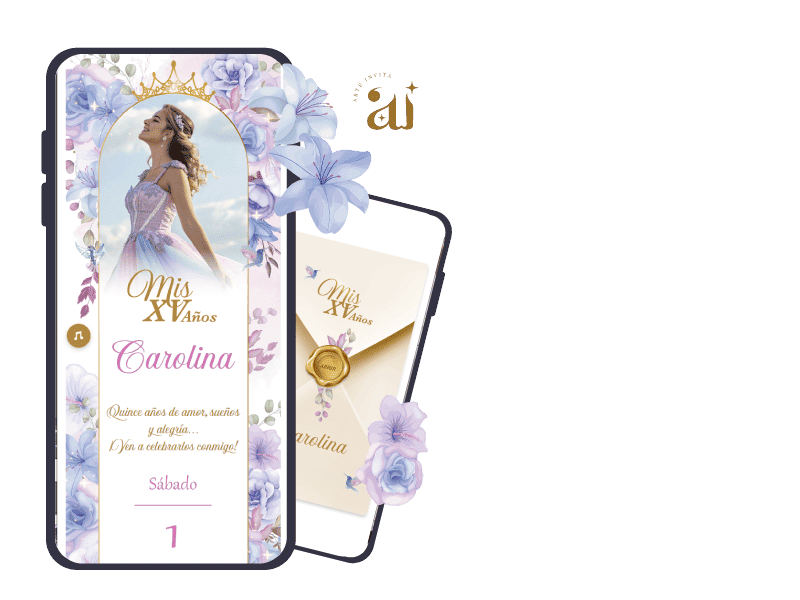 ARTE INVITA
ai
Mis
XV Años
Carolina
Quince años de amor, sueños
y alegría...
¡Ven a celebrarlos conmigo!
Sábado
1
Mis
XV Años
ABRIR
arolina